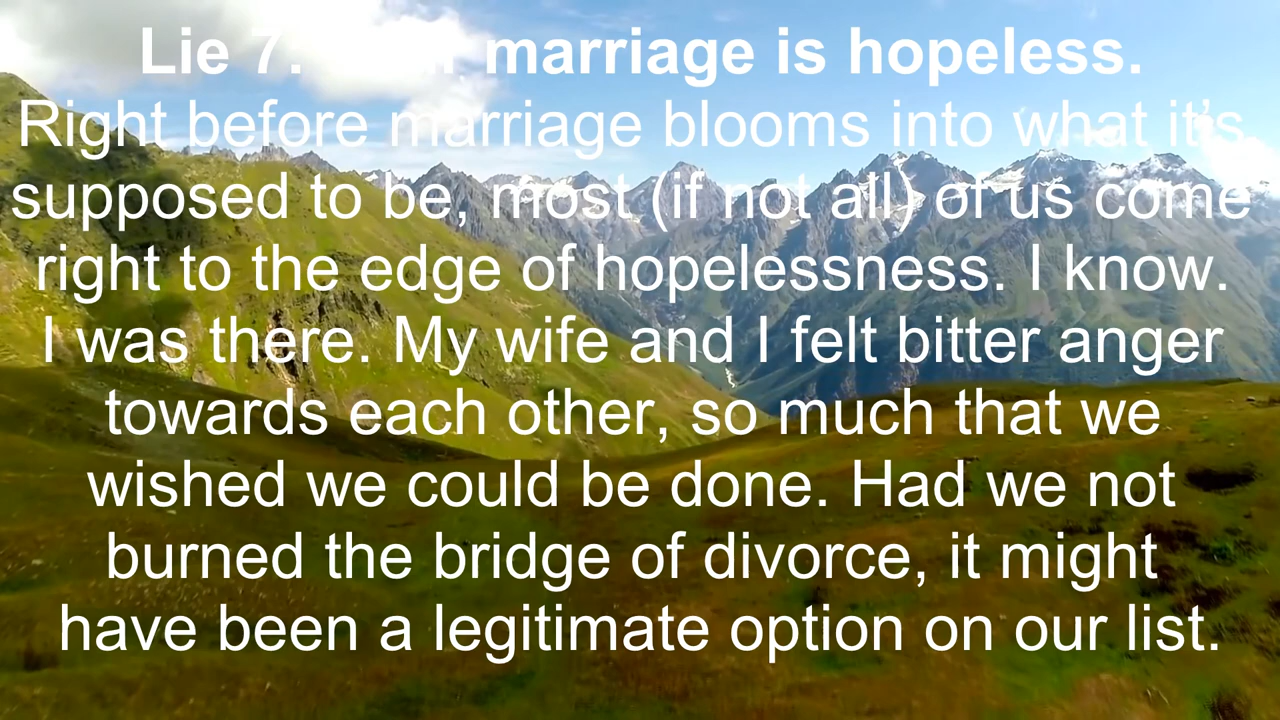 Lie 7. marriage is hopeless.
Right before marriage blooms into what it's
supposed to be, most (if not all) of us come
right to the edge of hopelessness. I know.
I was there. My wife and I felt bitter anger
towards each other, so much that we
wished we could be done. Had we not
burned the bridge of divorce, it might
have been a legitimate option on our list.